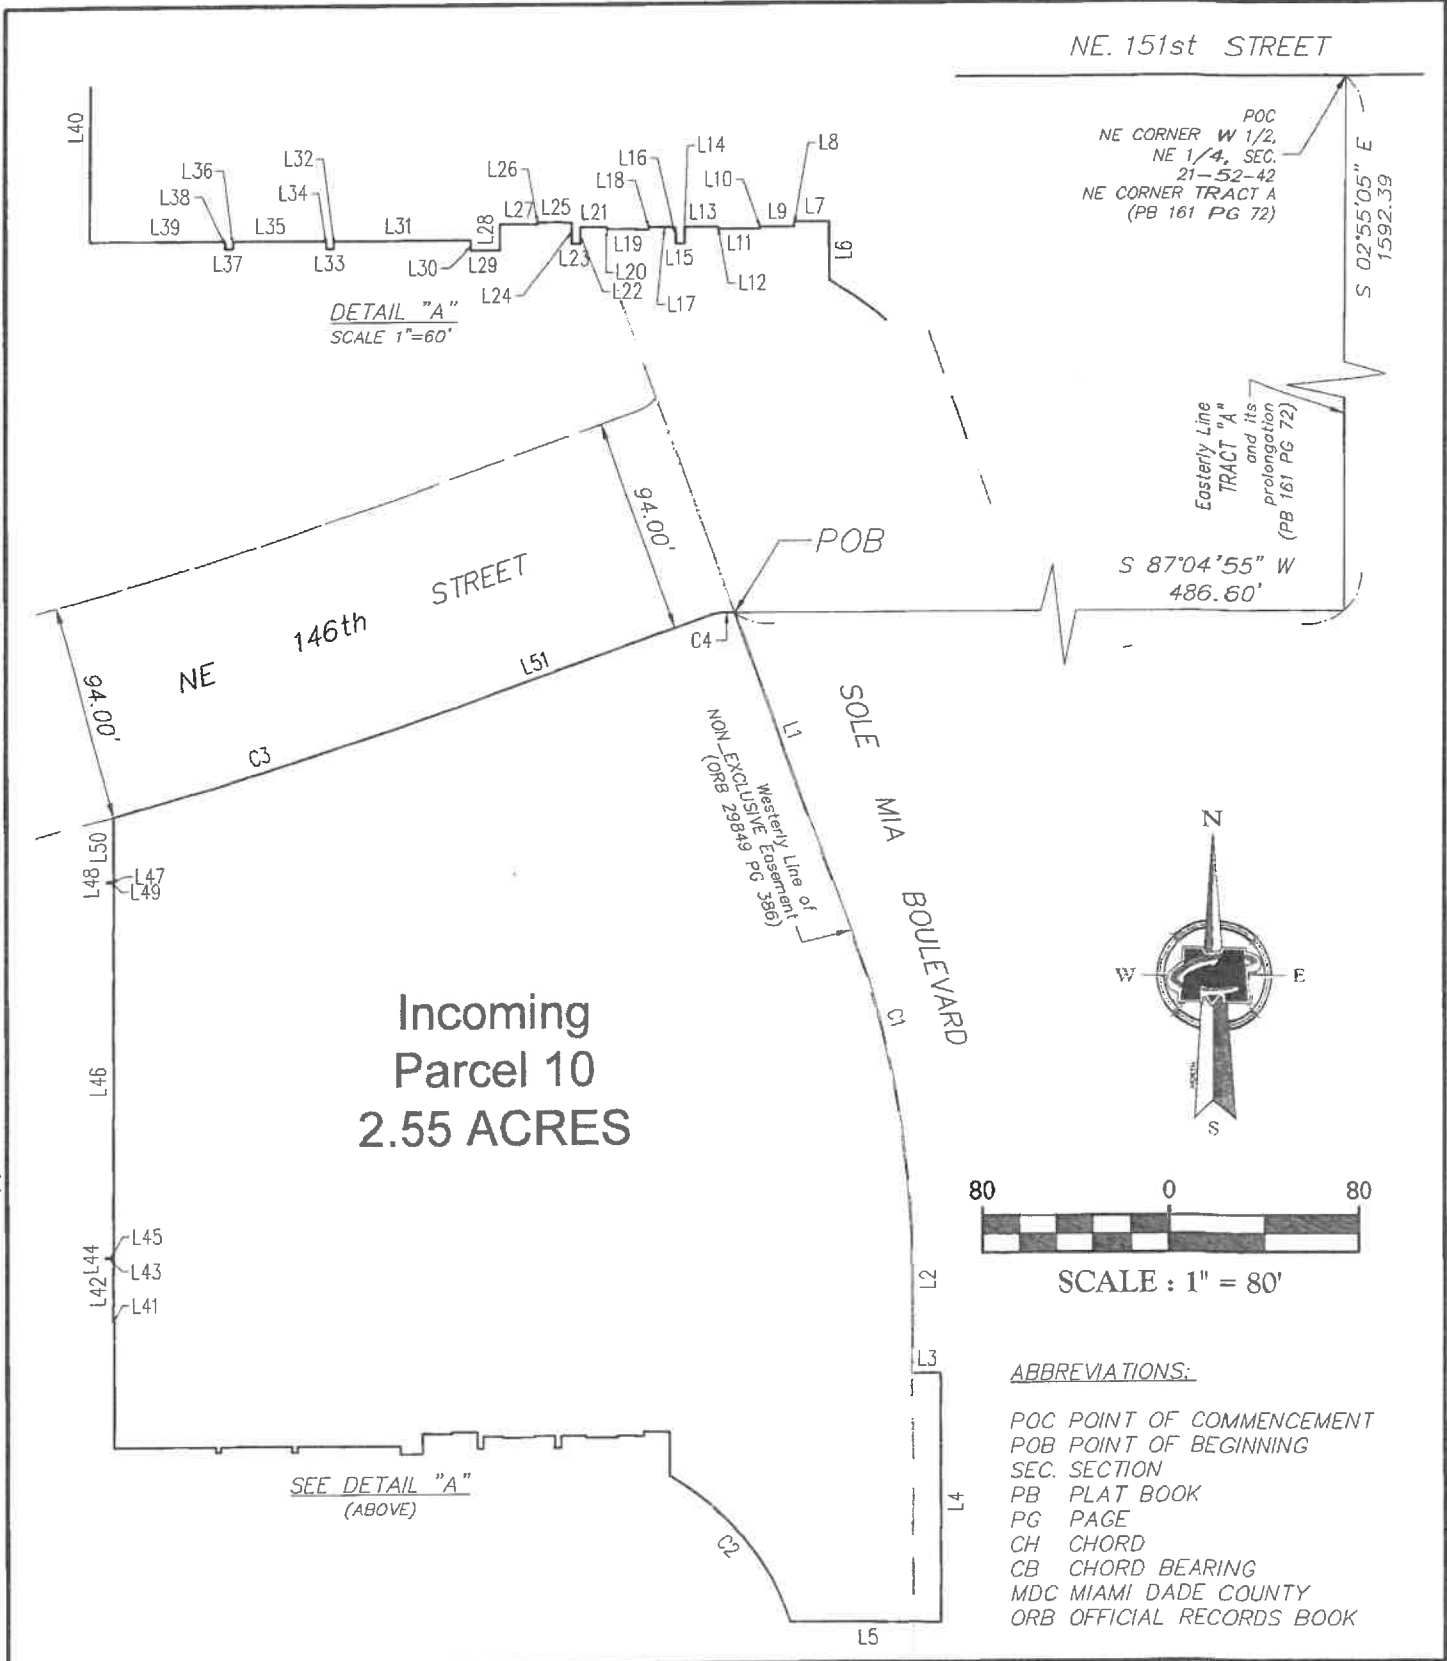 NE. 151st STREET
POC
NE CORNER W 1/2,
NE 1/4, SEC.
21-52-42
NE CORNER TRACT A
(PB 161 PG 72)
S 02°55'05" E
1592.39
L40
L36
L38
L39
L37
L35
L32
L34
L33
L31
L30
L29
L28
L27
L26
L25
L24
L23
L21
L22
L20
L19
L18
L17
L16
L15
L14
L13
L12
L11
L10
L9
L8
L7
L6
DETAIL "A"
SCALE 1"=60'
Easterly Line
TRACT "A"
and its
prolongation
(PB 161 PG 72)
S 87°04'55" W
486.60'
POB
94.00'
94.00'
NE 146th STREET
C4
L51
C3
L1
SOLE MIA BOULEVARD
Westerly Line of
NON_EXCLUSIVE Easement
(ORB 29849 PG 386)
C1
L50
L48
L47
L49
L46
L45
L44
L43
L42
L41
Incoming
Parcel 10
2.55 ACRES
N
W
E
S
80 0 80
SCALE : 1" = 80'
L2
L3
L4
L5
C2
SEE DETAIL "A"
(ABOVE)
ABBREVIATIONS:
POC POINT OF COMMENCEMENT
POB POINT OF BEGINNING
SEC. SECTION
PB PLAT BOOK
PG PAGE
CH CHORD
CB CHORD BEARING
MDC MIAMI DADE COUNTY
ORB OFFICIAL RECORDS BOOK